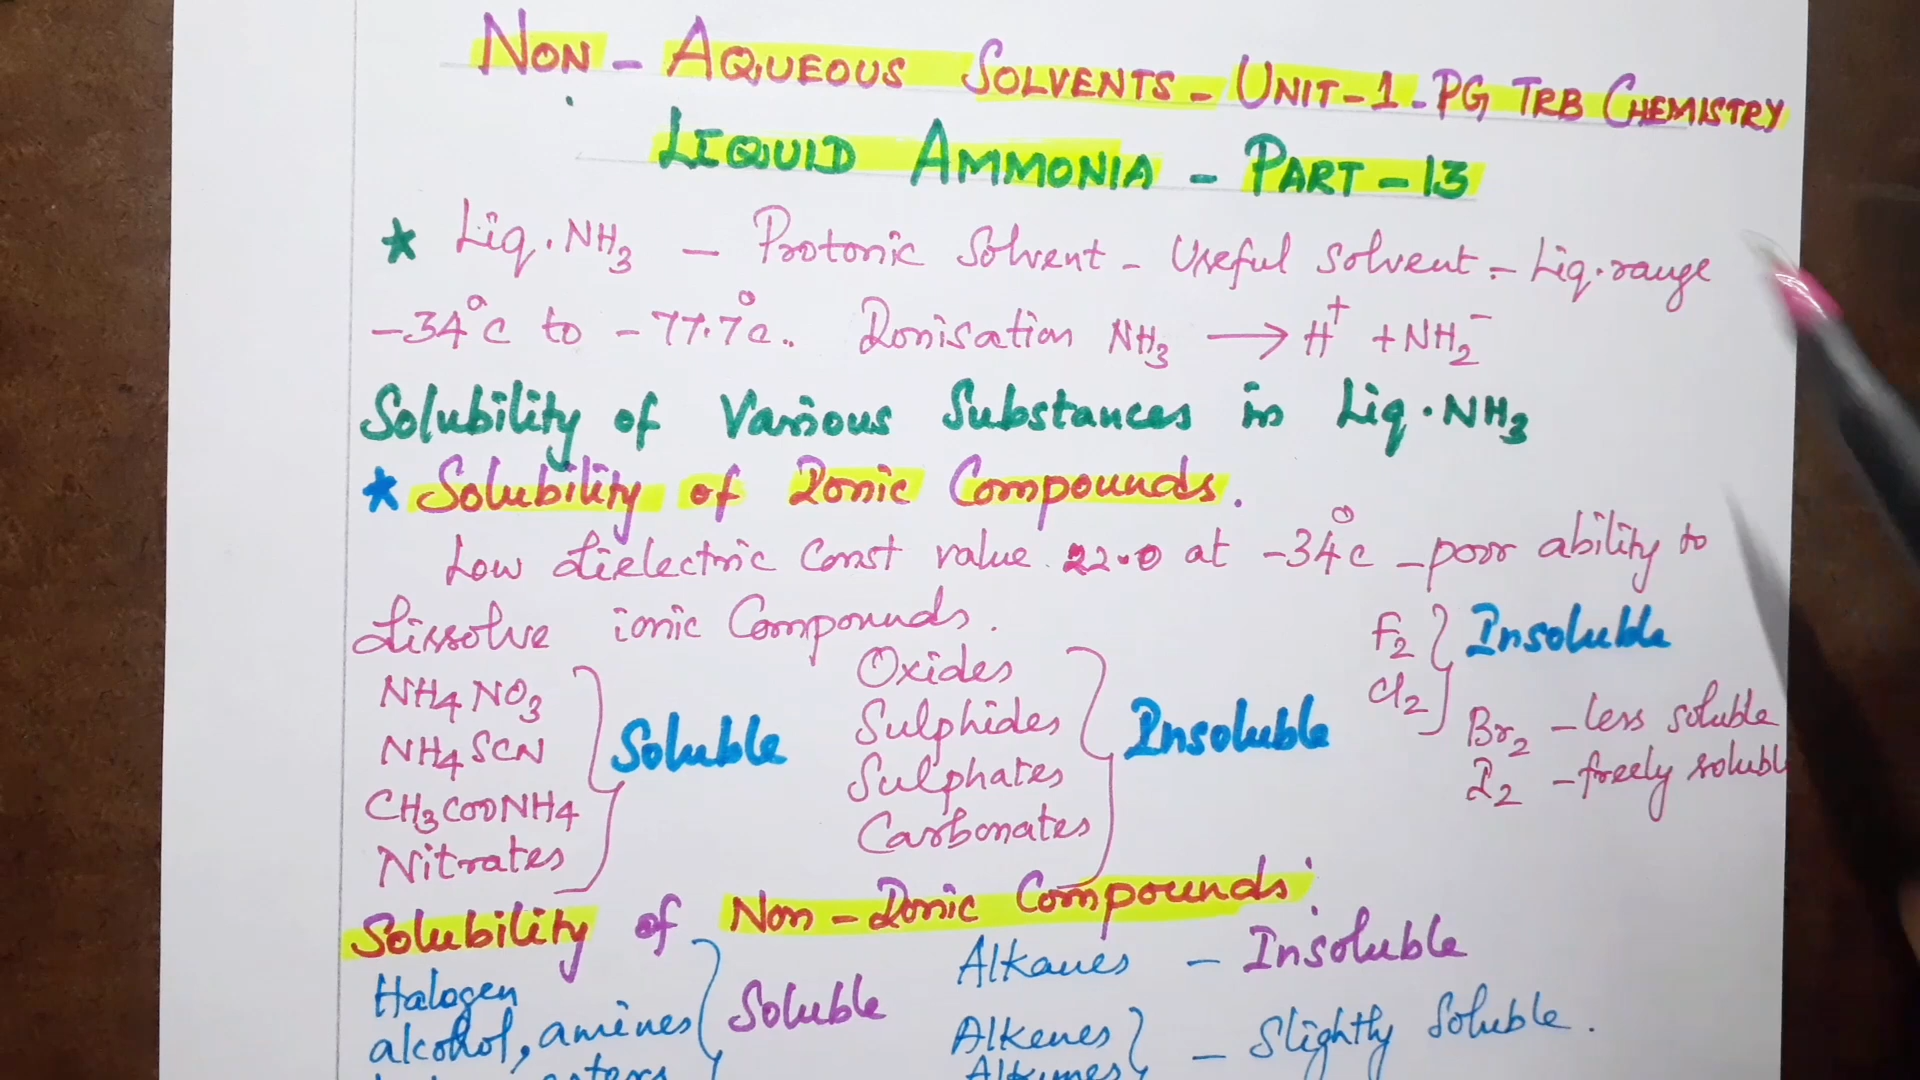 NON - AQUEOUS SOLVENTS - UNIT-1 - PG TRB CHEMISTRY
LIQUID AMMONIA - PART - 13
★ Liq. NH3 - Protonic Solvent - Useful solvent - Liq. range
-34°c to -77.7°c. Ionisation NH3 ⟶ H+ + NH2-
Solubility of Various Substances in Liq. NH3
★ Solubility of Ionic Compounds.
Low dielectric Const value 22.0 at -34°c - poor ability to
dissolve ionic Compounds.
NH4NO3
NH4SCN
CH3COONH4
Nitrates
Soluble
Oxides
Sulphides
Sulphates
Carbonates
Insoluble
F2
Cl2
Insoluble
Br2 - less soluble
I2 - freely solubl
Solubility of Non-Ionic Compounds
Halogen
alcohol, amines
esters
Soluble
Alkanes - Insoluble
Alkenes
Alkynes
- Slightly Soluble.